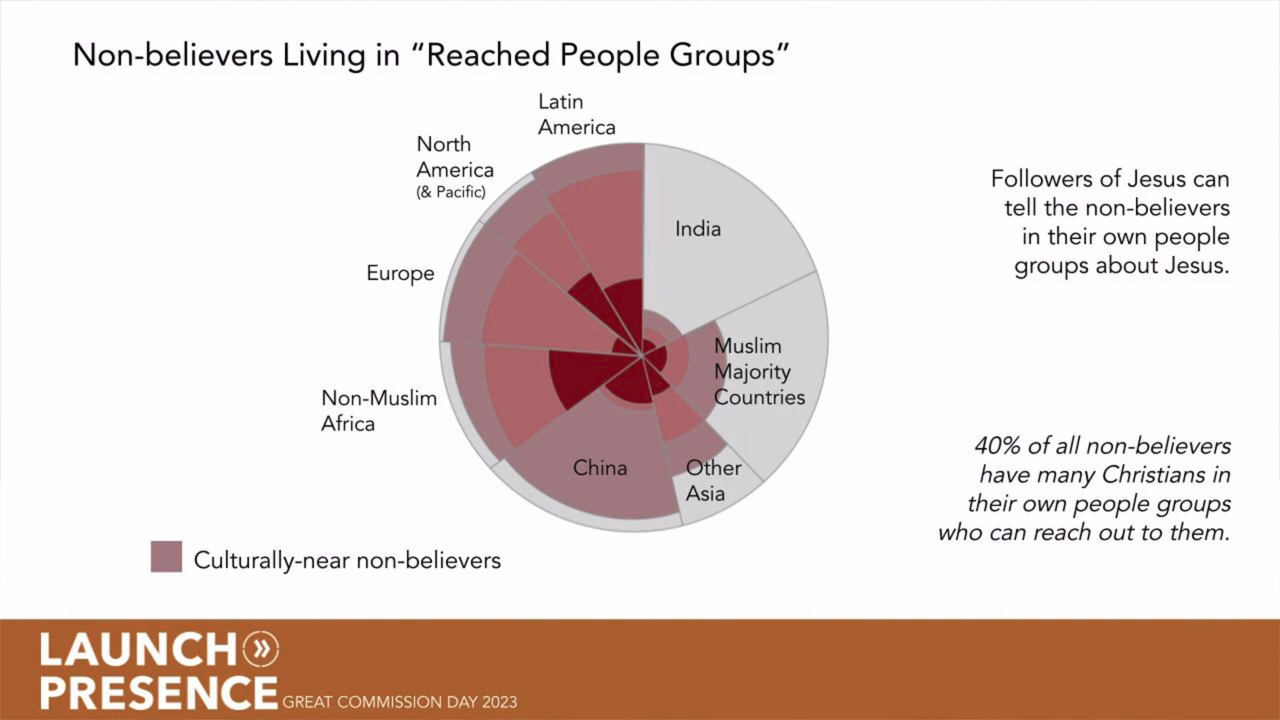 Non-believers Living in “Reached People Groups”
Latin
America
North
America
(& Pacific)
India
Europe
Muslim
Majority
Countries
Non-Muslim
Africa
China
Other
Asia
Followers of Jesus can
tell the non-believers
in their own people
groups about Jesus.
40% of all non-believers
have many Christians in
their own people groups
who can reach out to them.
Culturally-near non-believers
LAUNCH
PRESENCE
GREAT COMMISSION DAY 2023